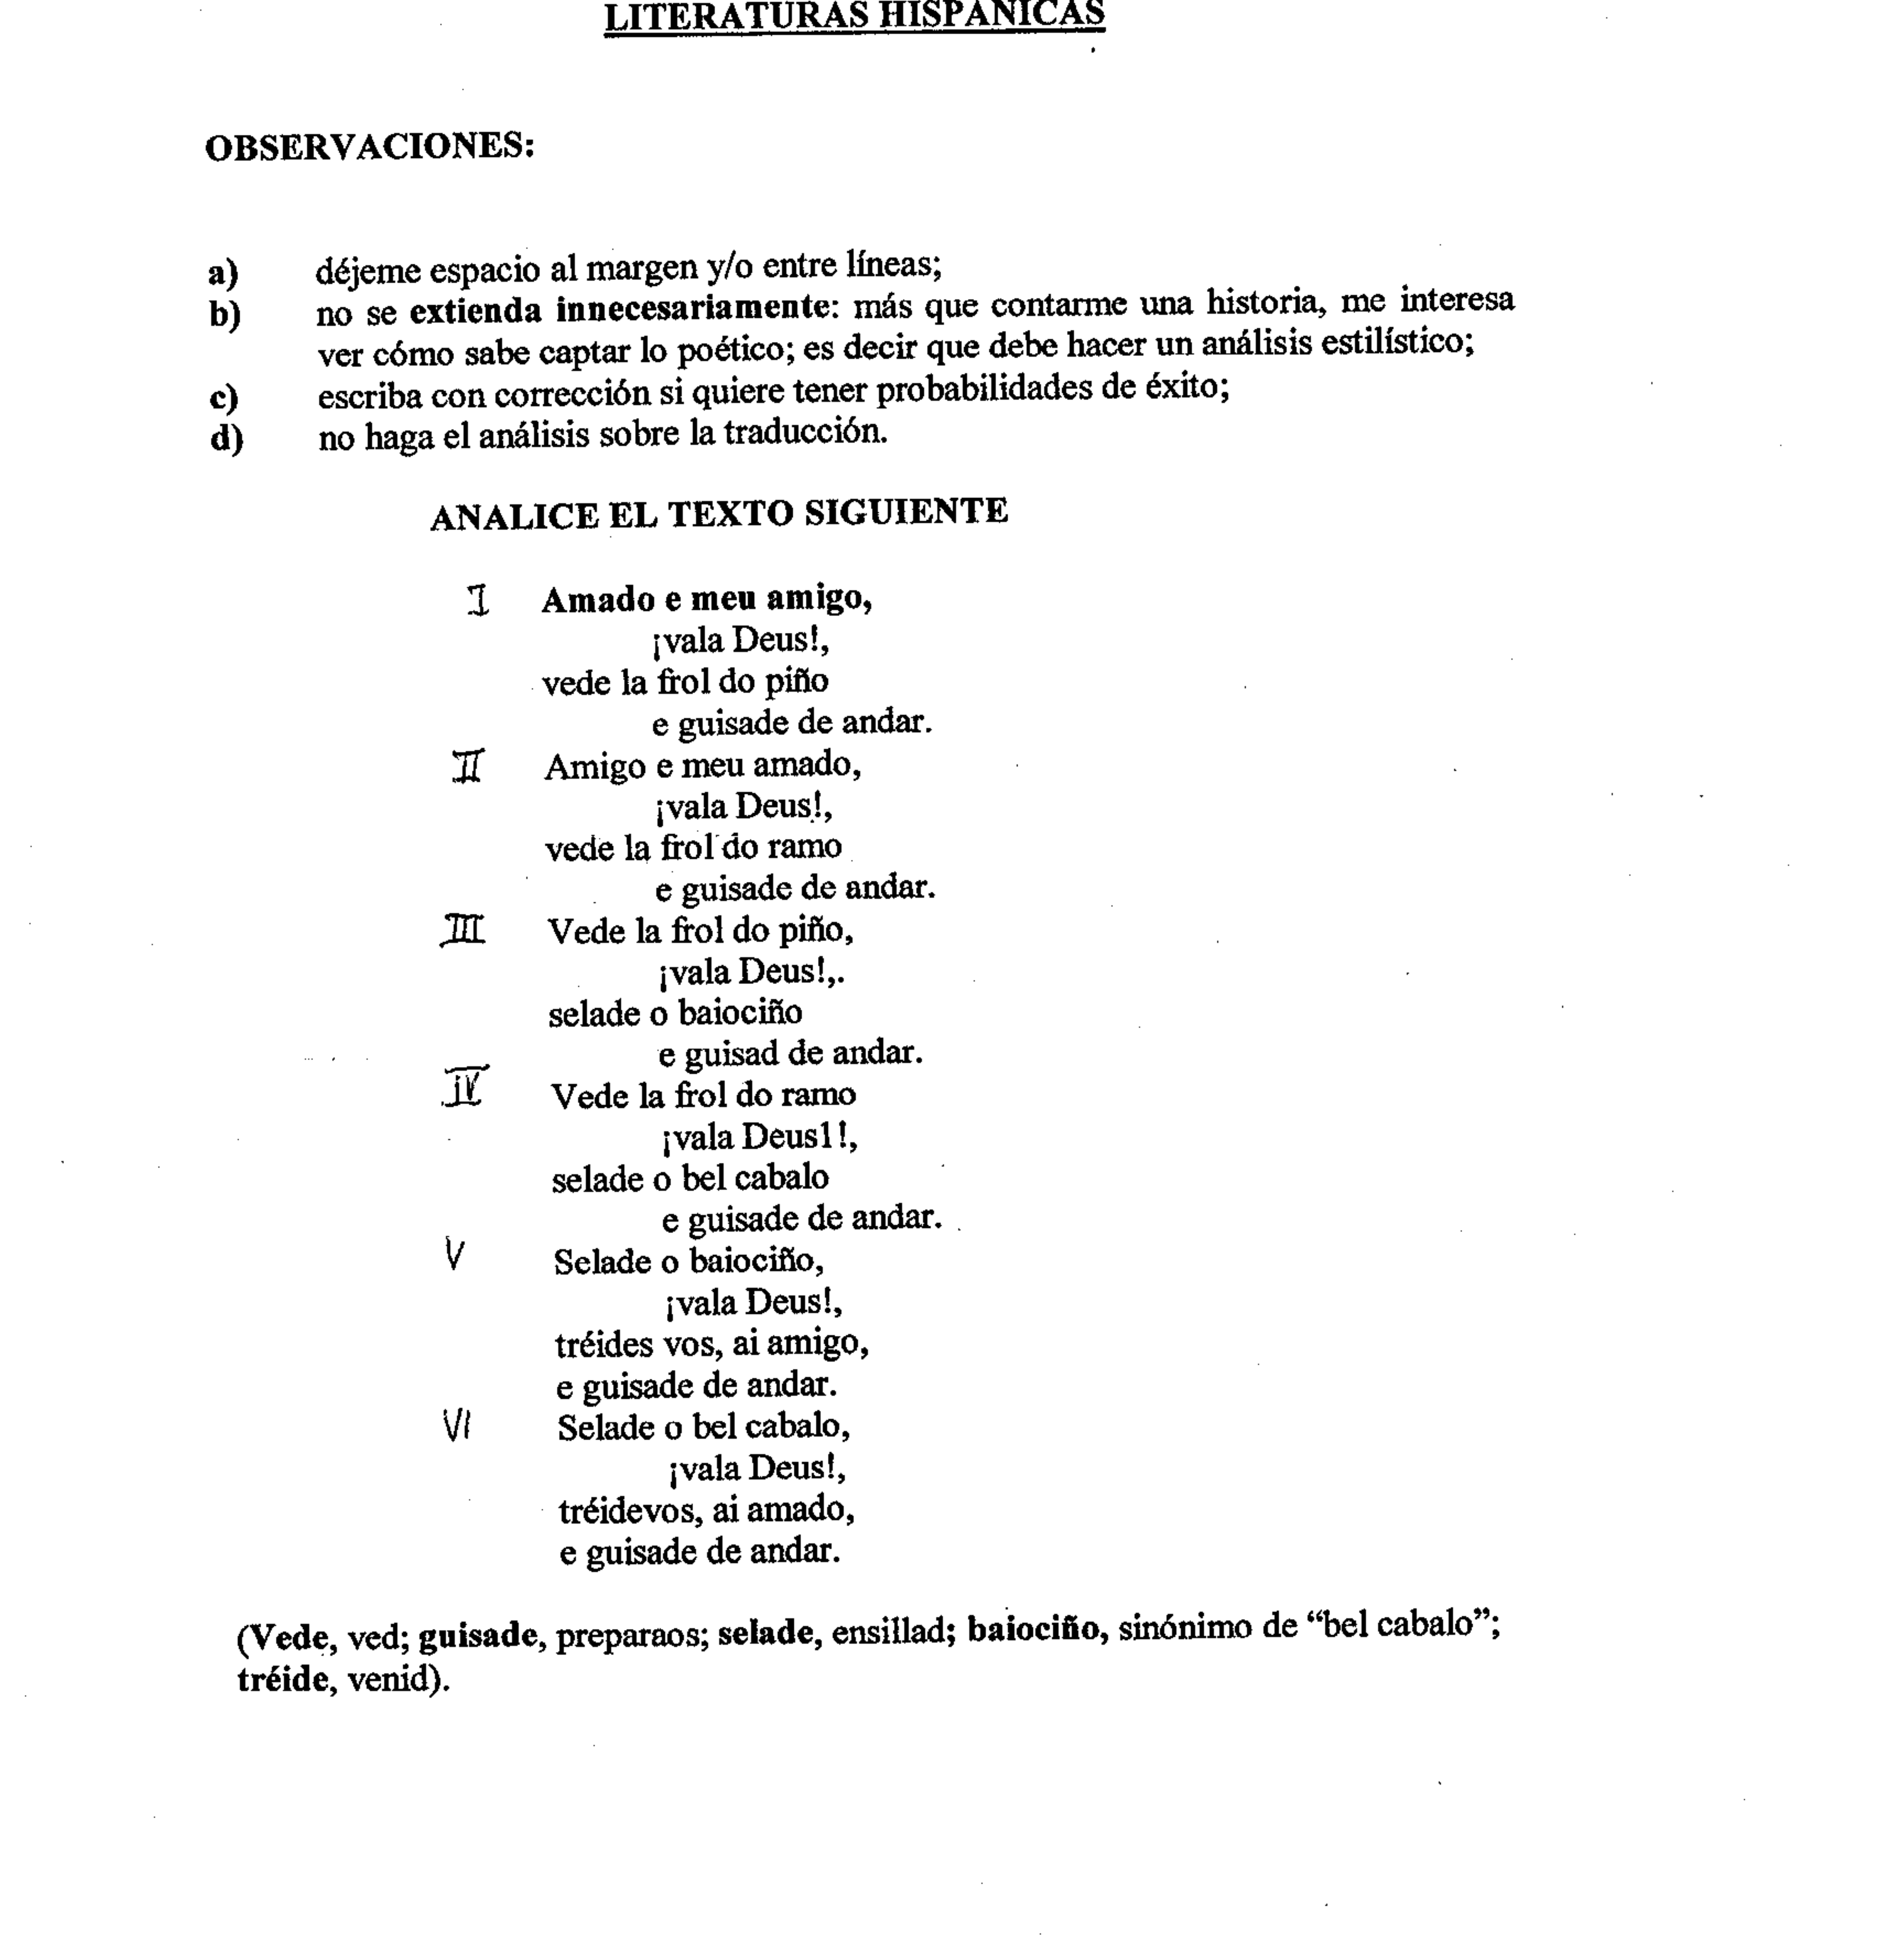 LITERATURAS HISPANICAS
OBSERVACIONES:
a) déjeme espacio al margen y/o entre líneas;
b) no se extienda innecesariamente: más que contarme una historia, me interesa
ver cómo sabe captar lo poético; es decir que debe hacer un análisis estilístico;
c) escriba con corrección si quiere tener probabilidades de éxito;
d) no haga el análisis sobre la traducción.
ANALICE EL TEXTO SIGUIENTE
I Amado e meu amigo,
¡vala Deus!,
vede la frol do piño
e guisade de andar.
II Amigo e meu amado,
¡vala Deus!,
vede la frol do ramo
e guisade de andar.
III Vede la frol do piño,
¡vala Deus!,.
selade o baiociño
e guisad de andar.
IV Vede la frol do ramo
¡vala Deus1!,
selade o bel cabalo
e guisade de andar.
V Selade o baiociño,
¡vala Deus!,
tréides vos, ai amigo,
e guisade de andar.
VI Selade o bel cabalo,
¡vala Deus!,
tréidevos, ai amado,
e guisade de andar.
(Vede, ved; guisade, preparaos; selade, ensillad; baiociño, sinónimo de “bel cabalo”;
tréide, venid).